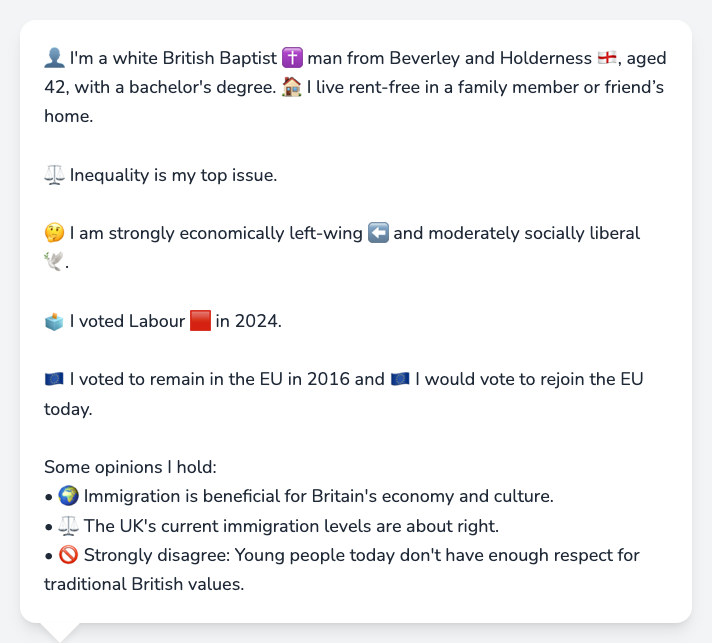 👤 I'm a white British Baptist ✝️ man from Beverley and Holderness 🏴󠁧󠁢󠁥󠁮󠁧󠁿, aged
42, with a bachelor's degree. 🏠 I live rent-free in a family member or friend’s
home.
⚖️ Inequality is my top issue.
🤔 I am strongly economically left-wing ⬅️ and moderately socially liberal
🕊️.
🗳️ I voted Labour 🟥 in 2024.
🇪🇺 I voted to remain in the EU in 2016 and 🇪🇺 I would vote to rejoin the EU
today.
Some opinions I hold:
• 🌍 Immigration is beneficial for Britain's economy and culture.
• ⚖️ The UK's current immigration levels are about right.
• 🚫 Strongly disagree: Young people today don't have enough respect for
traditional British values.